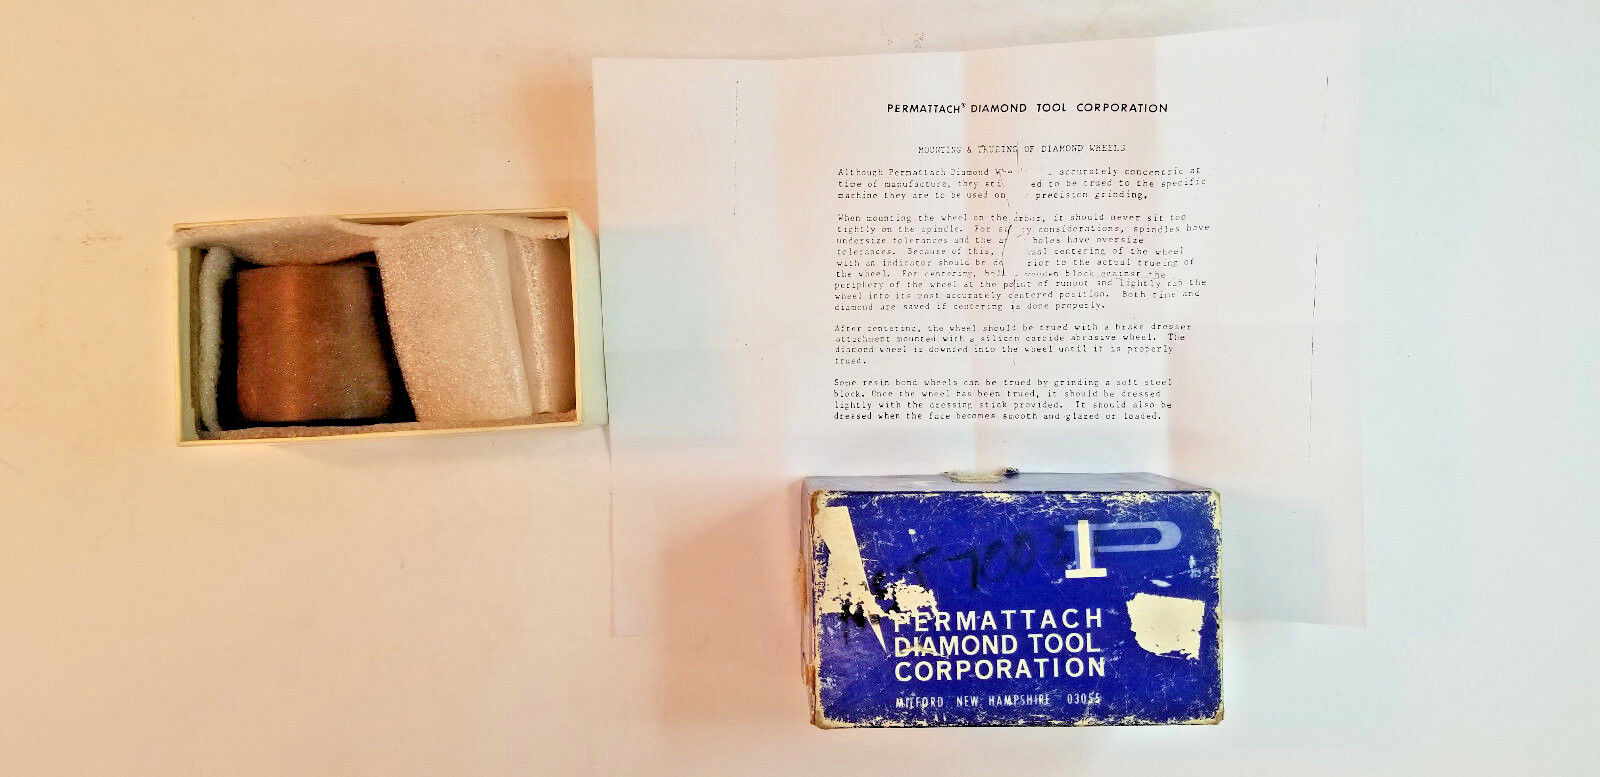 PERMATTACH® DIAMOND TOOL CORPORATION
MOUNTING & TRUEING OF DIAMOND WHEELS
Although Permattach Diamond accurately concentric at
time of manufacture, they ed to be trued to the specific
machine they are to be used on precision grinding.
When mounting the wheel on the arbor, it should never sit too
tightly on the spindle. For considerations, spindles have
undersize tolerances and the holes have oversize
tolerances. Because of this, centering of the wheel
with an indicator should be rior to the actual trueing of
the wheel. For centering, wooden block against the
periphery of the wheel at the point of runout and lightly rap the
wheel into its most accurately centered position. Both time and
diamond are saved if centering is done properly.
After centering, the wheel should be trued with a brake dresser
attachment mounted with a silicon carbide abrasive wheel. The
diamond wheel is downfed into the wheel until it is properly
trued.
Some resin bond wheels can be trued by grinding a soft steel
block. Once the wheel has been trued, it should be dressed
lightly with the dressing stick provided. It should also be
dressed when the face becomes smooth and glazed or loaded.
P
PERMATTACH
DIAMOND TOOL
CORPORATION
MILFORD NEW HAMPSHIRE 03055